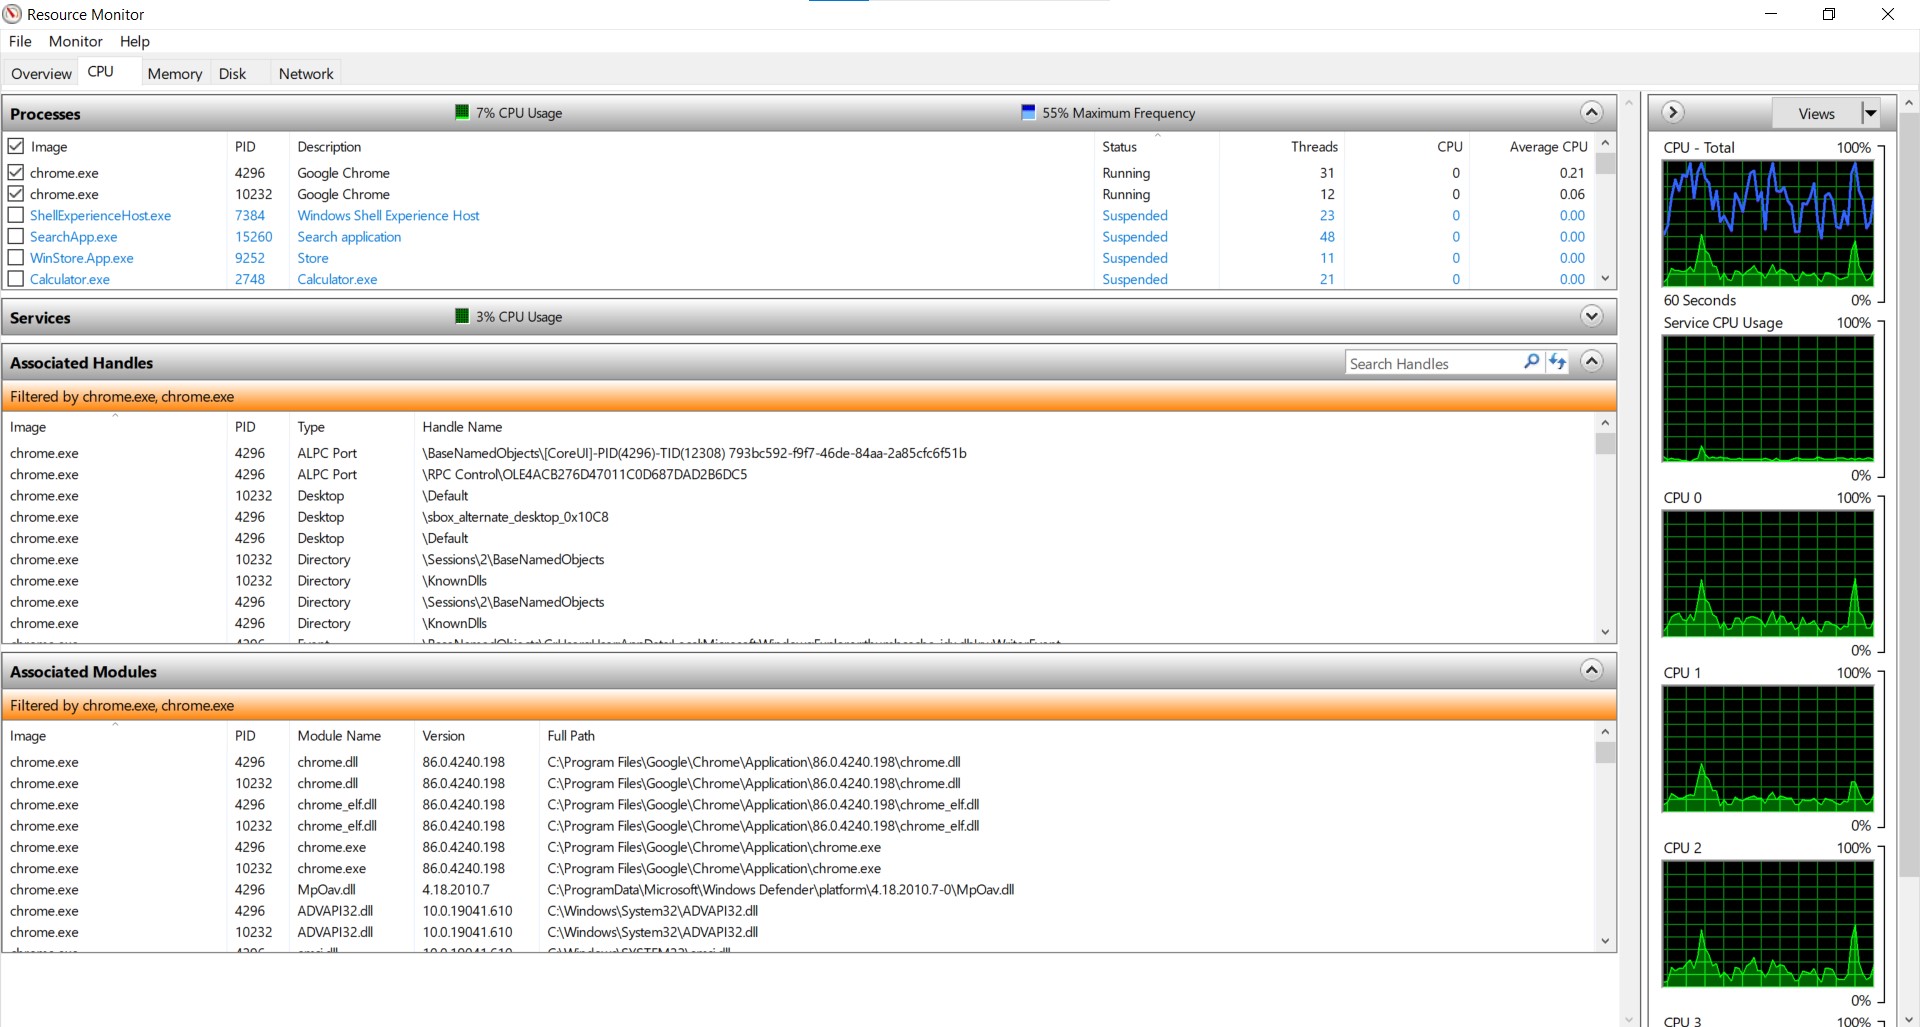 Resource Monitor
File Monitor Help
Overview CPU Memory Disk Network
Processes 7% CPU Usage 55% Maximum Frequency
Image PID Description Status Threads CPU Average CPU
chrome.exe 4296 Google Chrome Running 31 0 0.21
chrome.exe 10232 Google Chrome Running 12 0 0.06
ShellExperienceHost.exe 7384 Windows Shell Experience Host Suspended 23 0 0.00
SearchApp.exe 15260 Search application Suspended 48 0 0.00
WinStore.App.exe 9252 Store Suspended 11 0 0.00
Calculator.exe 2748 Calculator.exe Suspended 21 0 0.00
Services 3% CPU Usage
Associated Handles Search Handles
Filtered by chrome.exe, chrome.exe
Image PID Type Handle Name
chrome.exe 4296 ALPC Port \BaseNamedObjects\[CoreUI]-PID(4296)-TID(12308) 793bc592-f9f7-46de-84aa-2a85cfc6f51b
chrome.exe 4296 ALPC Port \RPC Control\OLE4ACB276D47011C0D687DAD2B6DC5
chrome.exe 10232 Desktop \Default
chrome.exe 4296 Desktop \sbox_alternate_desktop_0x10C8
chrome.exe 4296 Desktop \Default
chrome.exe 10232 Directory \Sessions\2\BaseNamedObjects
chrome.exe 10232 Directory \KnownDlls
chrome.exe 4296 Directory \Sessions\2\BaseNamedObjects
chrome.exe 4296 Directory \KnownDlls
Associated Modules
Filtered by chrome.exe, chrome.exe
Image PID Module Name Version Full Path
chrome.exe 4296 chrome.dll 86.0.4240.198 C:\Program Files\Google\Chrome\Application\86.0.4240.198\chrome.dll
chrome.exe 10232 chrome.dll 86.0.4240.198 C:\Program Files\Google\Chrome\Application\86.0.4240.198\chrome.dll
chrome.exe 4296 chrome_elf.dll 86.0.4240.198 C:\Program Files\Google\Chrome\Application\86.0.4240.198\chrome_elf.dll
chrome.exe 10232 chrome_elf.dll 86.0.4240.198 C:\Program Files\Google\Chrome\Application\86.0.4240.198\chrome_elf.dll
chrome.exe 4296 chrome.exe 86.0.4240.198 C:\Program Files\Google\Chrome\Application\chrome.exe
chrome.exe 10232 chrome.exe 86.0.4240.198 C:\Program Files\Google\Chrome\Application\chrome.exe
chrome.exe 4296 MpOav.dll 4.18.2010.7 C:\ProgramData\Microsoft\Windows Defender\platform\4.18.2010.7-0\MpOav.dll
chrome.exe 4296 ADVAPI32.dll 10.0.19041.610 C:\Windows\System32\ADVAPI32.dll
chrome.exe 10232 ADVAPI32.dll 10.0.19041.610 C:\Windows\System32\ADVAPI32.dll
Views
CPU - Total 100%
60 Seconds 0%
Service CPU Usage 100%
0%
CPU 0 100%
0%
CPU 1 100%
0%
CPU 2 100%
0%
CPU 3 100%